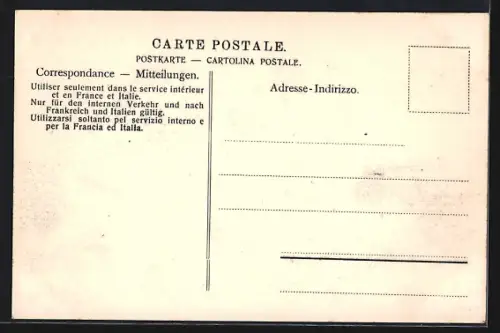 CARTE POSTALE.
POSTKARTE — CARTOLINA POSTALE.
Correspondance — Mitteilungen.
Utiliser seulement dans le service intérieur
et en France et Italie.
Nur für den internen Verkehr und nach
Frankreich und Italien gültig.
Utilizzarsi soltanto pel servizio interno e
per la Francia ed Italia.
Adresse - Indirizzo.